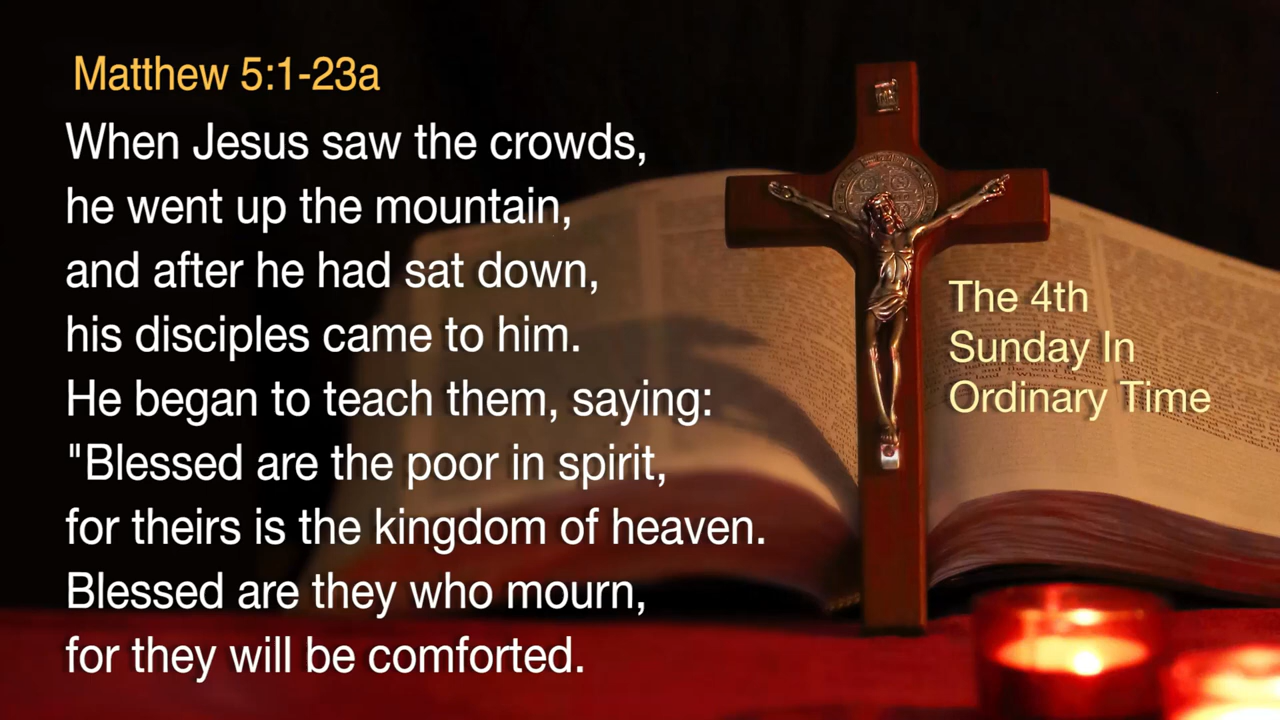 Matthew 5:1-23a
When Jesus saw the crowds,
he went up the mountain,
and after he had sat down,
his disciples came to him.
He began to teach them, saying:
"Blessed are the poor in spirit,
for theirs is the kingdom of heaven.
Blessed are they who mourn,
for they will be comforted.
The 4th
Sunday In
Ordinary Time